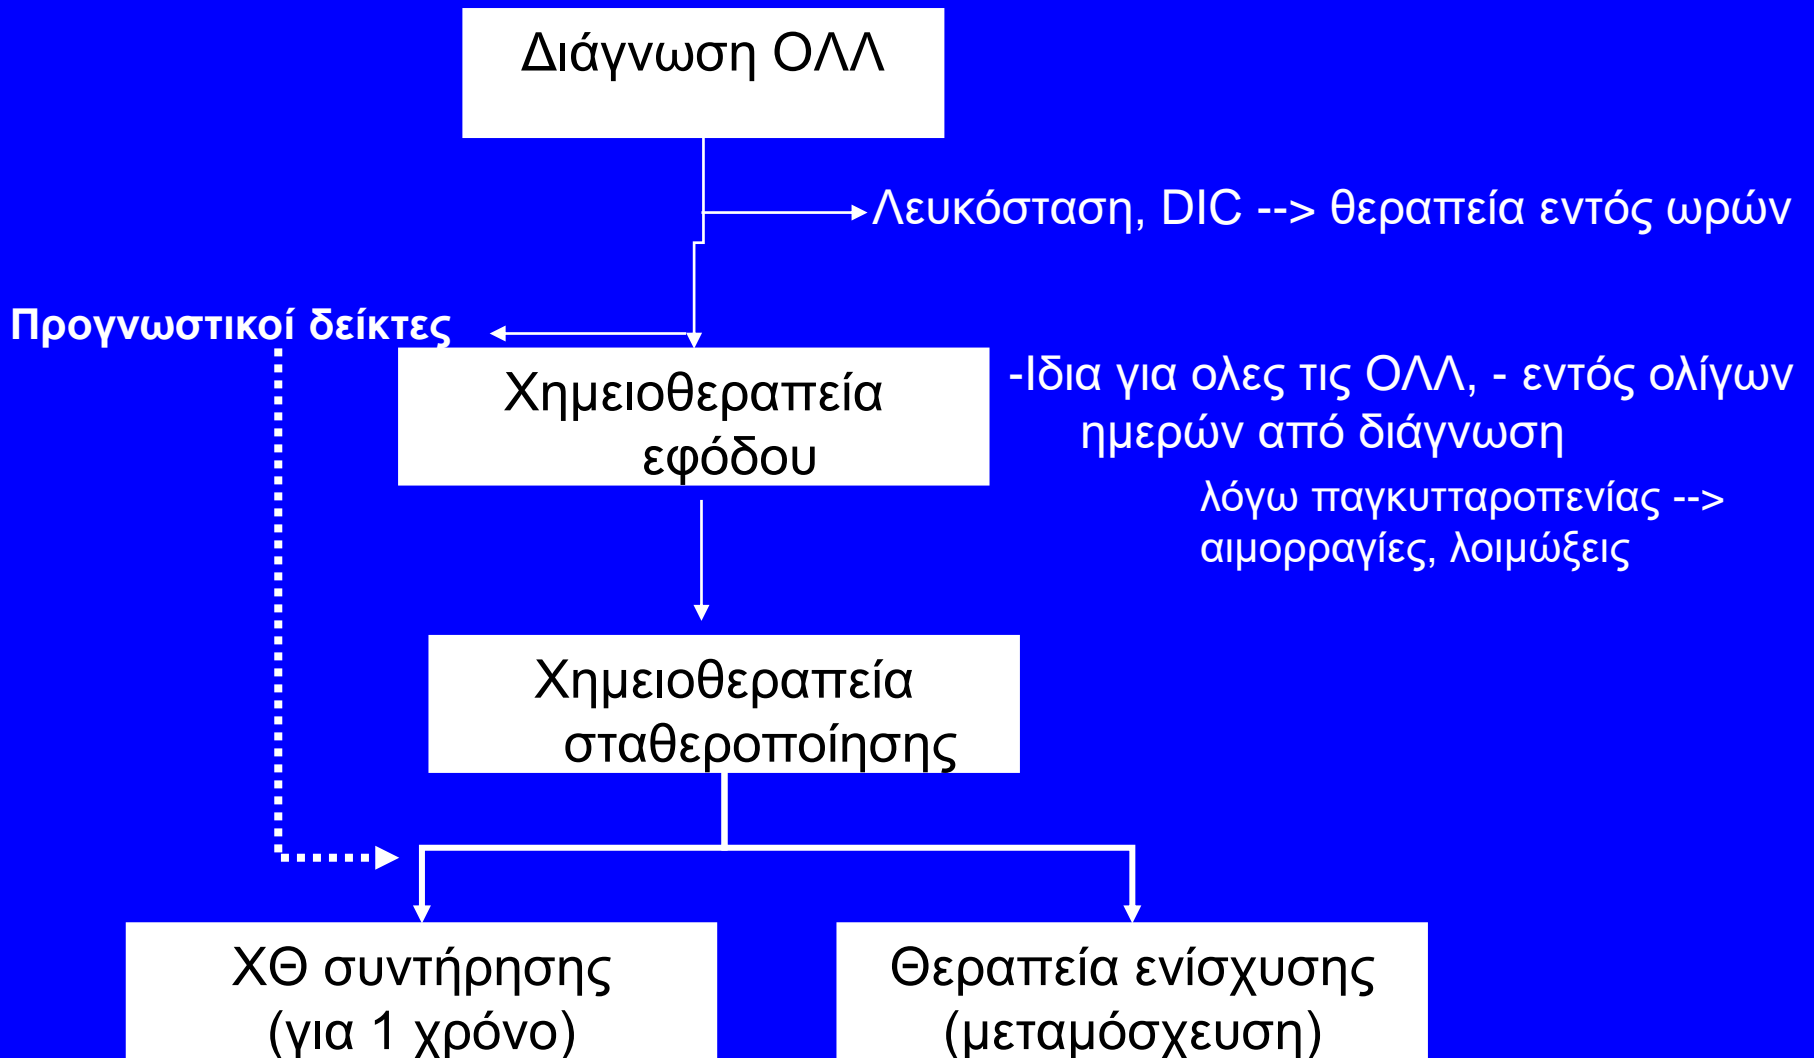 Διάγνωση ΟΛΛ
Λευκόσταση, DIC --> θεραπεία εντός ωρών
Προγνωστικοί δείκτες
Χημειοθεραπεία
εφόδου
-Ιδια για ολες τις ΟΛΛ, - εντός ολίγων
ημερών από διάγνωση
λόγω παγκυτταροπενίας -->
αιμορραγίες, λοιμώξεις
Χημειοθεραπεία
σταθεροποίησης
ΧΘ συντήρησης
(για 1 χρόνο)
Θεραπεία ενίσχυσης
(μεταμόσχευση)